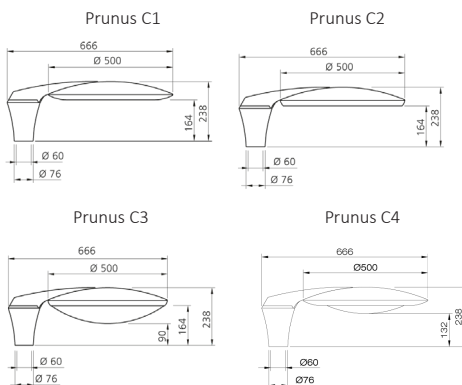 Prunus C1
666
Ø 500
164
238
Ø 60
Ø 76
Prunus C2
666
Ø 500
164
238
Ø 60
Ø 76
Prunus C3
666
Ø 500
90
164
238
Ø 60
Ø 76
Prunus C4
666
Ø500
132
238
Ø60
Ø76